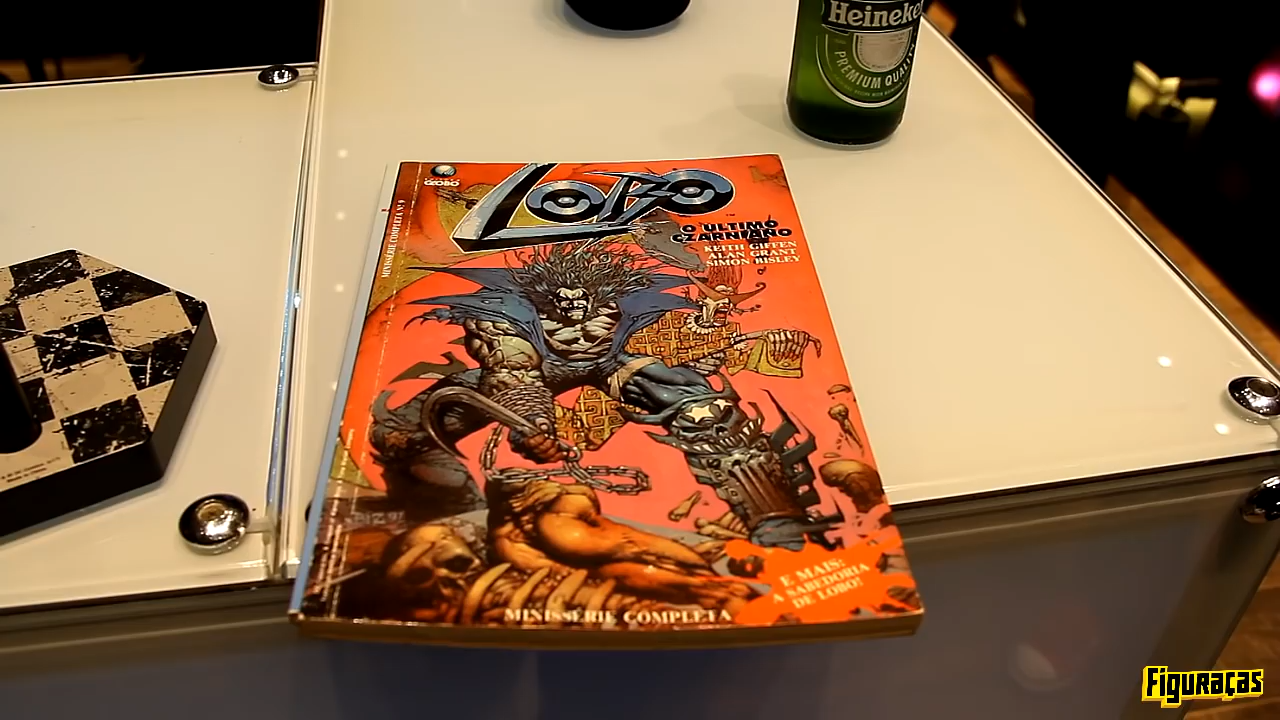 Heineke
PREMIUM QUALITY
GLOBO
LOBO
O ÚLTIMO
CZARNIANO
KEITH GIFFEN
ALAN GRANT
SIMON BISLEY
MINISSÉRIE COMPLETA Nº 9
E MAIS:
A SABEDORIA
DE LOBO!
MINISSÉRIE COMPLETA
Figuraças